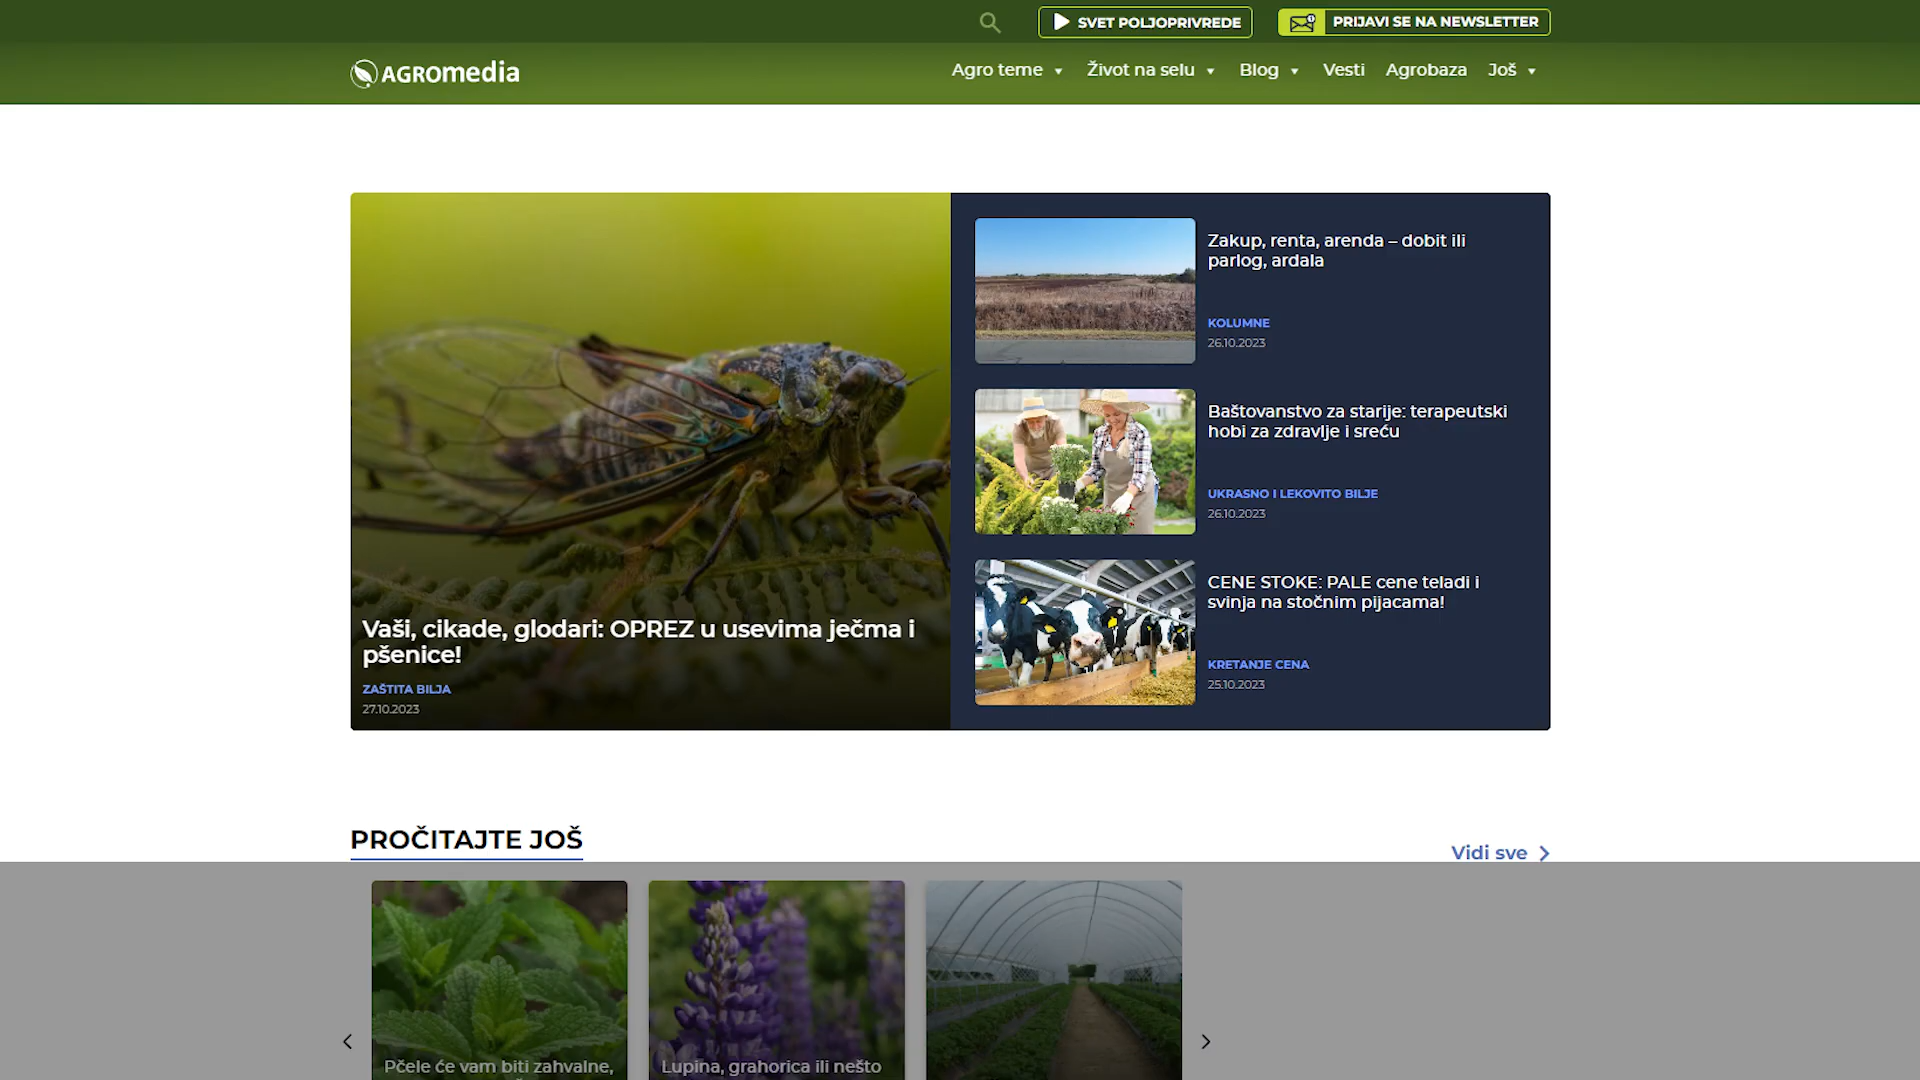 SVET POLJOPRIVREDE
PRIJAVI SE NA NEWSLETTER
AGROmedia
Agro teme
Život na selu
Blog
Vesti
Agrobaza
Još
Vaši, cikade, glodari: OPREZ u usevima ječma i
pšenice!
ZAŠTITA BILJA
27.10.2023
Zakup, renta, arenda – dobit ili
parlog, ardala
KOLUMNE
26.10.2023
Baštovanstvo za starije: terapeutski
hobi za zdravlje i sreću
UKRASNO I LEKOVITO BILJE
26.10.2023
CENE STOKE: PALE cene teladi i
svinja na stočnim pijacama!
KRETANJE CENA
25.10.2023
PROČITAJTE JOŠ
Vidi sve
Pčele će vam biti zahvalne,
Lupina, grahorica ili nešto